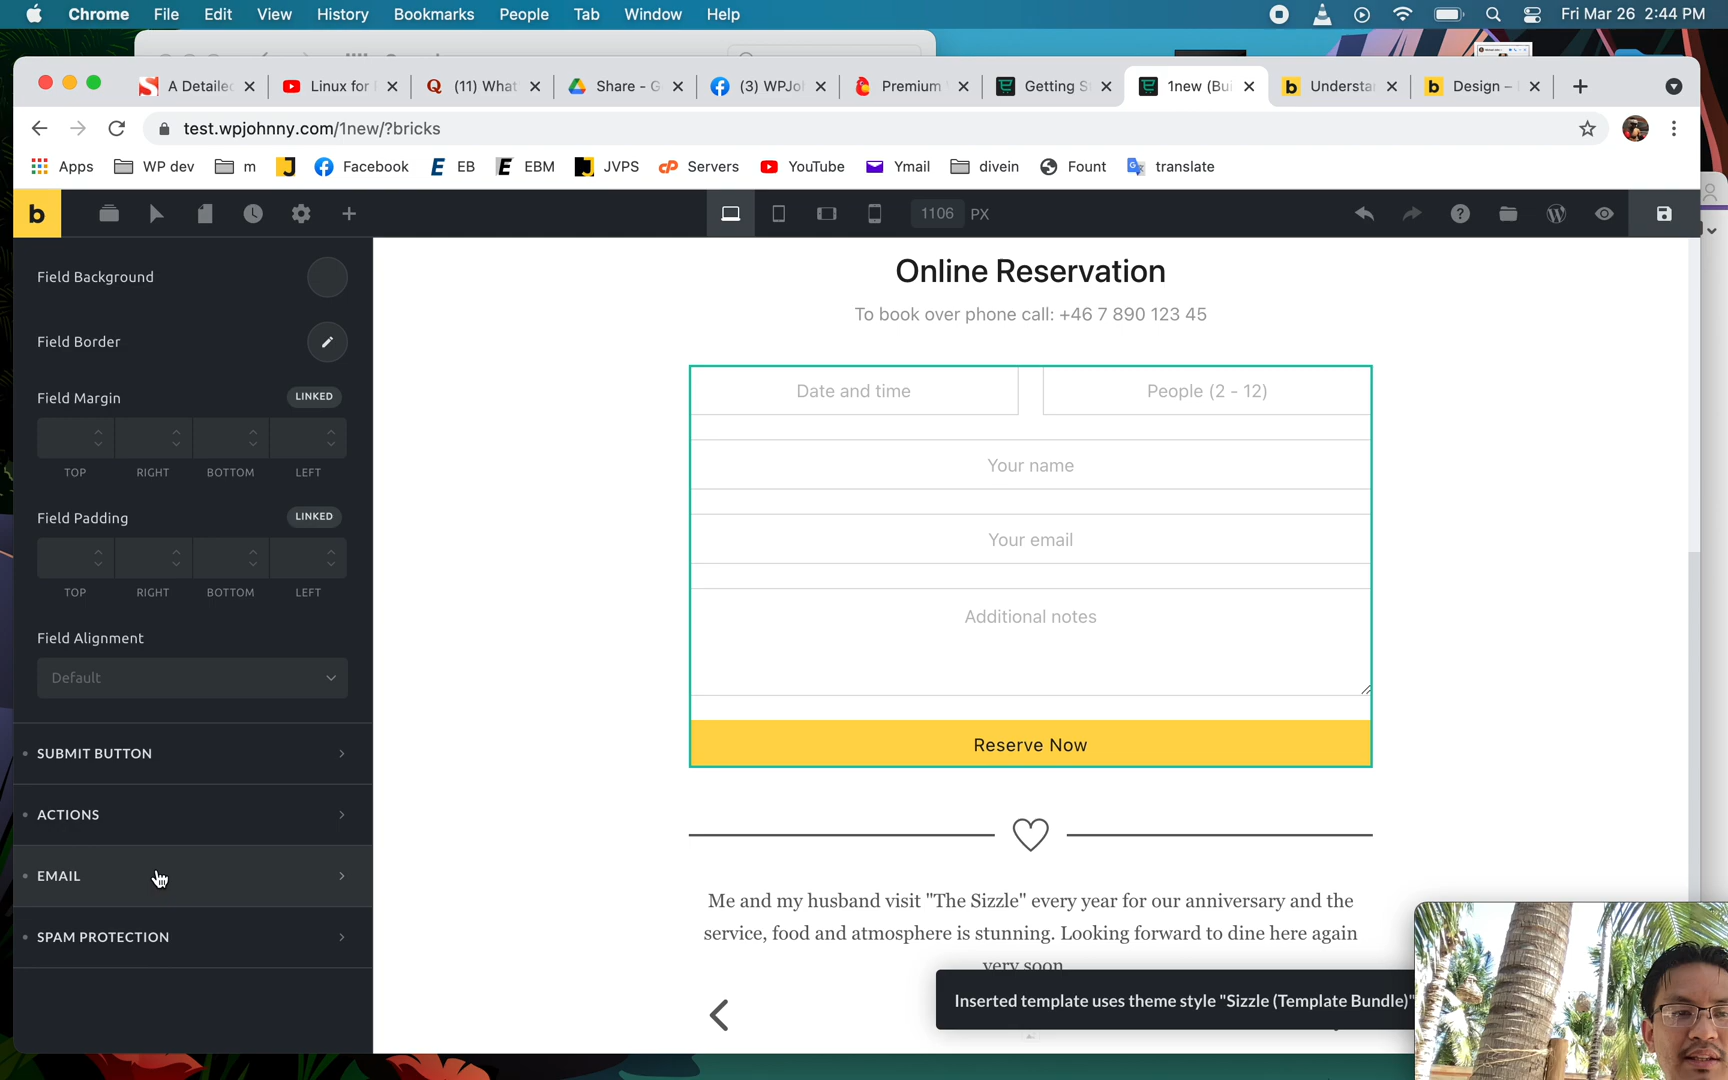 Chrome File Edit View History Bookmarks People Tab Window Help Fri Mar 26 2:44 PM
A Detailed Linux for (11) What Share - G (3) WPJo Premium Getting S 1new (Bui Understa Design –
test.wpjohnny.com/1new/?bricks
Apps WP dev m J Facebook E EB E EBM J JVPS cP Servers YouTube Ymail divein Fount translate
b 1106 PX
Field Background
Field Border
Field Margin LINKED
TOP RIGHT BOTTOM LEFT
Field Padding LINKED
TOP RIGHT BOTTOM LEFT
Field Alignment
Default
SUBMIT BUTTON
ACTIONS
EMAIL
SPAM PROTECTION
Online Reservation
To book over phone call: +46 7 890 123 45
Date and time People (2 - 12)
Your name
Your email
Additional notes
Reserve Now
Me and my husband visit "The Sizzle" every year for our anniversary and the
service, food and atmosphere is stunning. Looking forward to dine here again
very soon
Inserted template uses theme style "Sizzle (Template Bundle)"